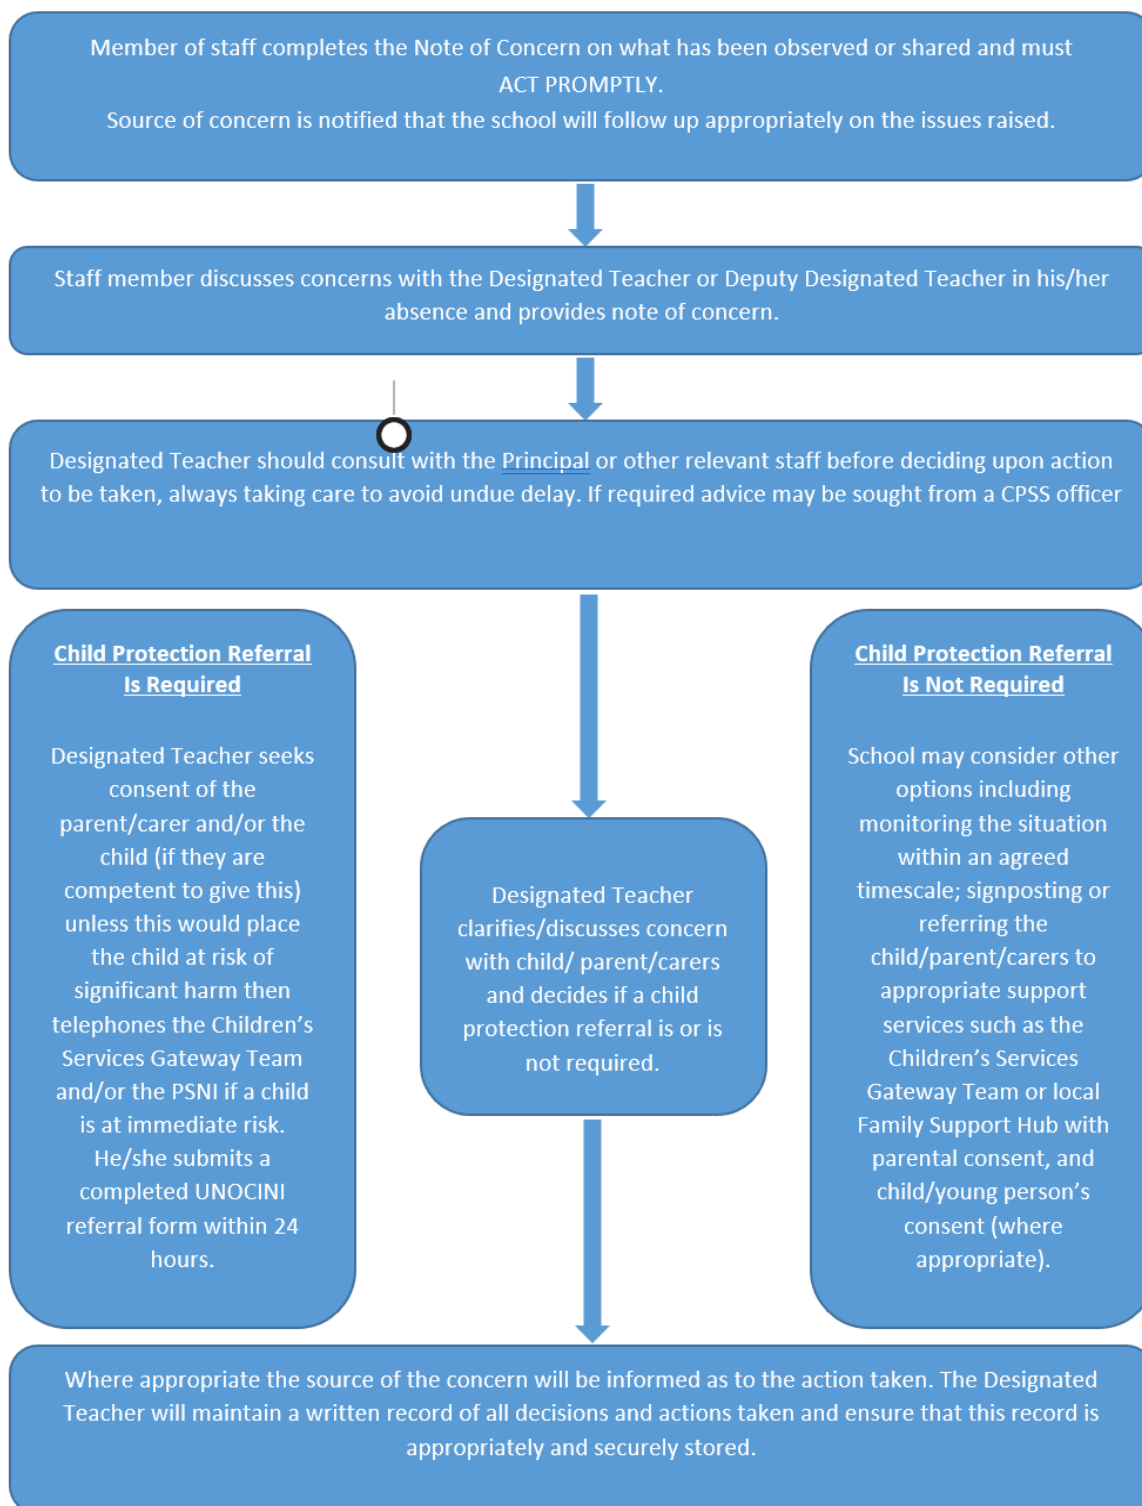 Member of staff completes the Note of Concern on what has been observed or shared and must
ACT PROMPTLY.
Source of concern is notified that the school will follow up appropriately on the issues raised.
Staff member discusses concerns with the Designated Teacher or Deputy Designated Teacher in his/her
absence and provides note of concern.
Designated Teacher should consult with the Principal or other relevant staff before deciding upon action
to be taken, always taking care to avoid undue delay. If required advice may be sought from a CPSS officer
Child Protection Referral
Is Required
Designated Teacher seeks
consent of the
parent/carer and/or the
child (if they are
competent to give this)
unless this would place
the child at risk of
significant harm then
telephones the Children’s
Services Gateway Team
and/or the PSNI if a child
is at immediate risk.
He/she submits a
completed UNOCINI
referral form within 24
hours.
Designated Teacher
clarifies/discusses concern
with child/ parent/carers
and decides if a child
protection referral is or is
not required.
Child Protection Referral
Is Not Required
School may consider other
options including
monitoring the situation
within an agreed
timescale; signposting or
referring the
child/parent/carers to
appropriate support
services such as the
Children’s Services
Gateway Team or local
Family Support Hub with
parental consent, and
child/young person’s
consent (where
appropriate).
Where appropriate the source of the concern will be informed as to the action taken. The Designated
Teacher will maintain a written record of all decisions and actions taken and ensure that this record is
appropriately and securely stored.